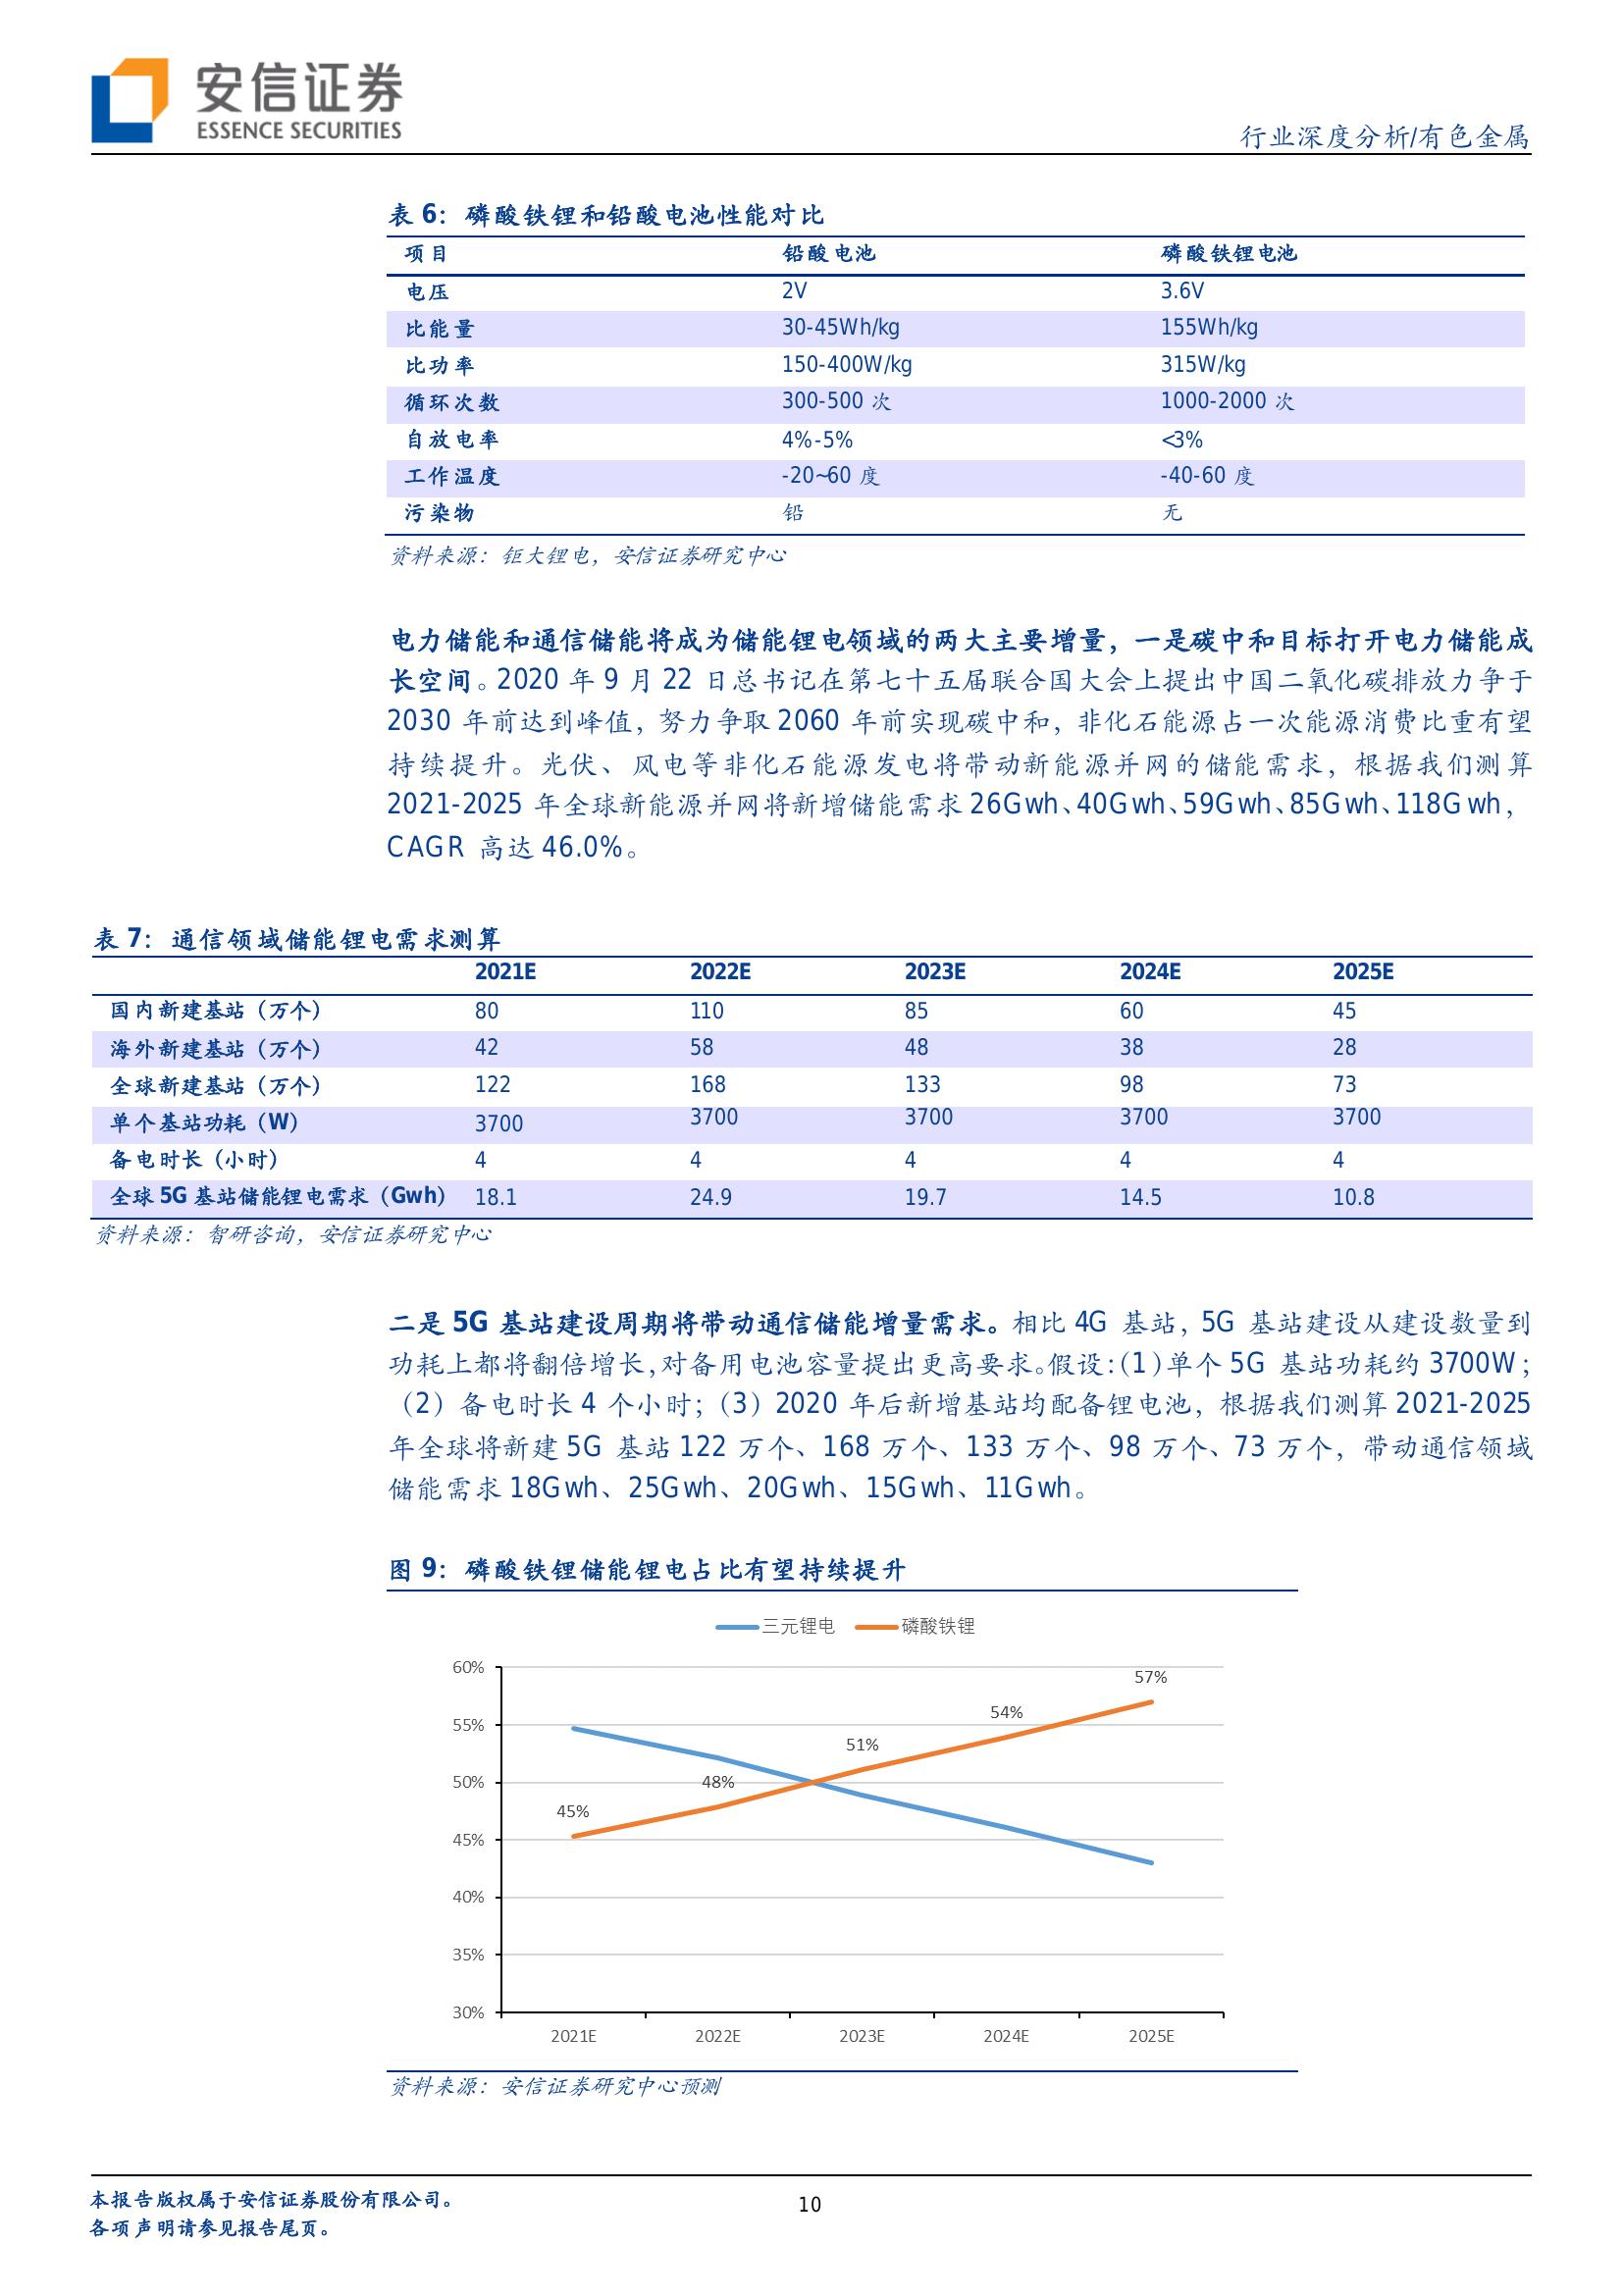 安信证券
ESSENCE SECURITIES
行业深度分析/有色金属
表 6：磷酸铁锂和铅酸电池性能对比
项目 铅酸电池 磷酸铁锂电池
电压 2V 3.6V
比能量 30-45Wh/kg 155Wh/kg
比功率 150-400W/kg 315W/kg
循环次数 300-500 次 1000-2000 次
自放电率 4%-5% <3%
工作温度 -20~60 度 -40-60 度
污染物 铅 无
资料来源：钜大锂电，安信证券研究中心
电力储能和通信储能将成为储能锂电领域的两大主要增量，一是碳中和目标打开电力储能成
长空间。2020 年 9 月 22 日总书记在第七十五届联合国大会上提出中国二氧化碳排放力争于
2030 年前达到峰值，努力争取 2060 年前实现碳中和，非化石能源占一次能源消费比重有望
持续提升。光伏、风电等非化石能源发电将带动新能源并网的储能需求，根据我们测算
2021-2025 年全球新能源并网将新增储能需求 26Gwh、40Gwh、59Gwh、85Gwh、118Gwh，
CAGR 高达 46.0%。
表 7：通信领域储能锂电需求测算
2021E 2022E 2023E 2024E 2025E
国内新建基站（万个） 80 110 85 60 45
海外新建基站（万个） 42 58 48 38 28
全球新建基站（万个） 122 168 133 98 73
单个基站功耗（W） 3700 3700 3700 3700 3700
备电时长（小时） 4 4 4 4 4
全球 5G 基站储能锂电需求（Gwh） 18.1 24.9 19.7 14.5 10.8
资料来源：智研咨询，安信证券研究中心
二是 5G 基站建设周期将带动通信储能增量需求。相比 4G 基站，5G 基站建设从建设数量到
功耗上都将翻倍增长，对备用电池容量提出更高要求。假设：（1）单个 5G 基站功耗约 3700W；
（2）备电时长 4 个小时；（3）2020 年后新增基站均配备锂电池，根据我们测算 2021-2025
年全球将新建 5G 基站 122 万个、168 万个、133 万个、98 万个、73 万个，带动通信领域
储能需求 18Gwh、25Gwh、20Gwh、15Gwh、11Gwh。
图 9：磷酸铁锂储能锂电占比有望持续提升
三元锂电 磷酸铁锂
60%
57%
55%
54%
51%
50%
48%
45%
45%
40%
35%
30%
2021E 2022E 2023E 2024E 2025E
资料来源：安信证券研究中心预测
本报告版权属于安信证券股份有限公司。
各项声明请参见报告尾页。
10